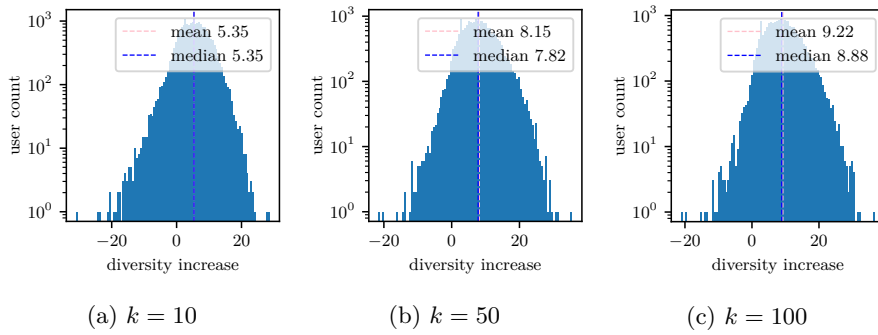 mean 5.35
median 5.35
user count
10³
10²
10¹
10⁰
−20 0 20
diversity increase
(a) k = 10
mean 8.15
median 7.82
user count
10³
10²
10¹
10⁰
−20 0 20
diversity increase
(b) k = 50
mean 9.22
median 8.88
user count
10³
10²
10¹
10⁰
−20 0 20
diversity increase
(c) k = 100